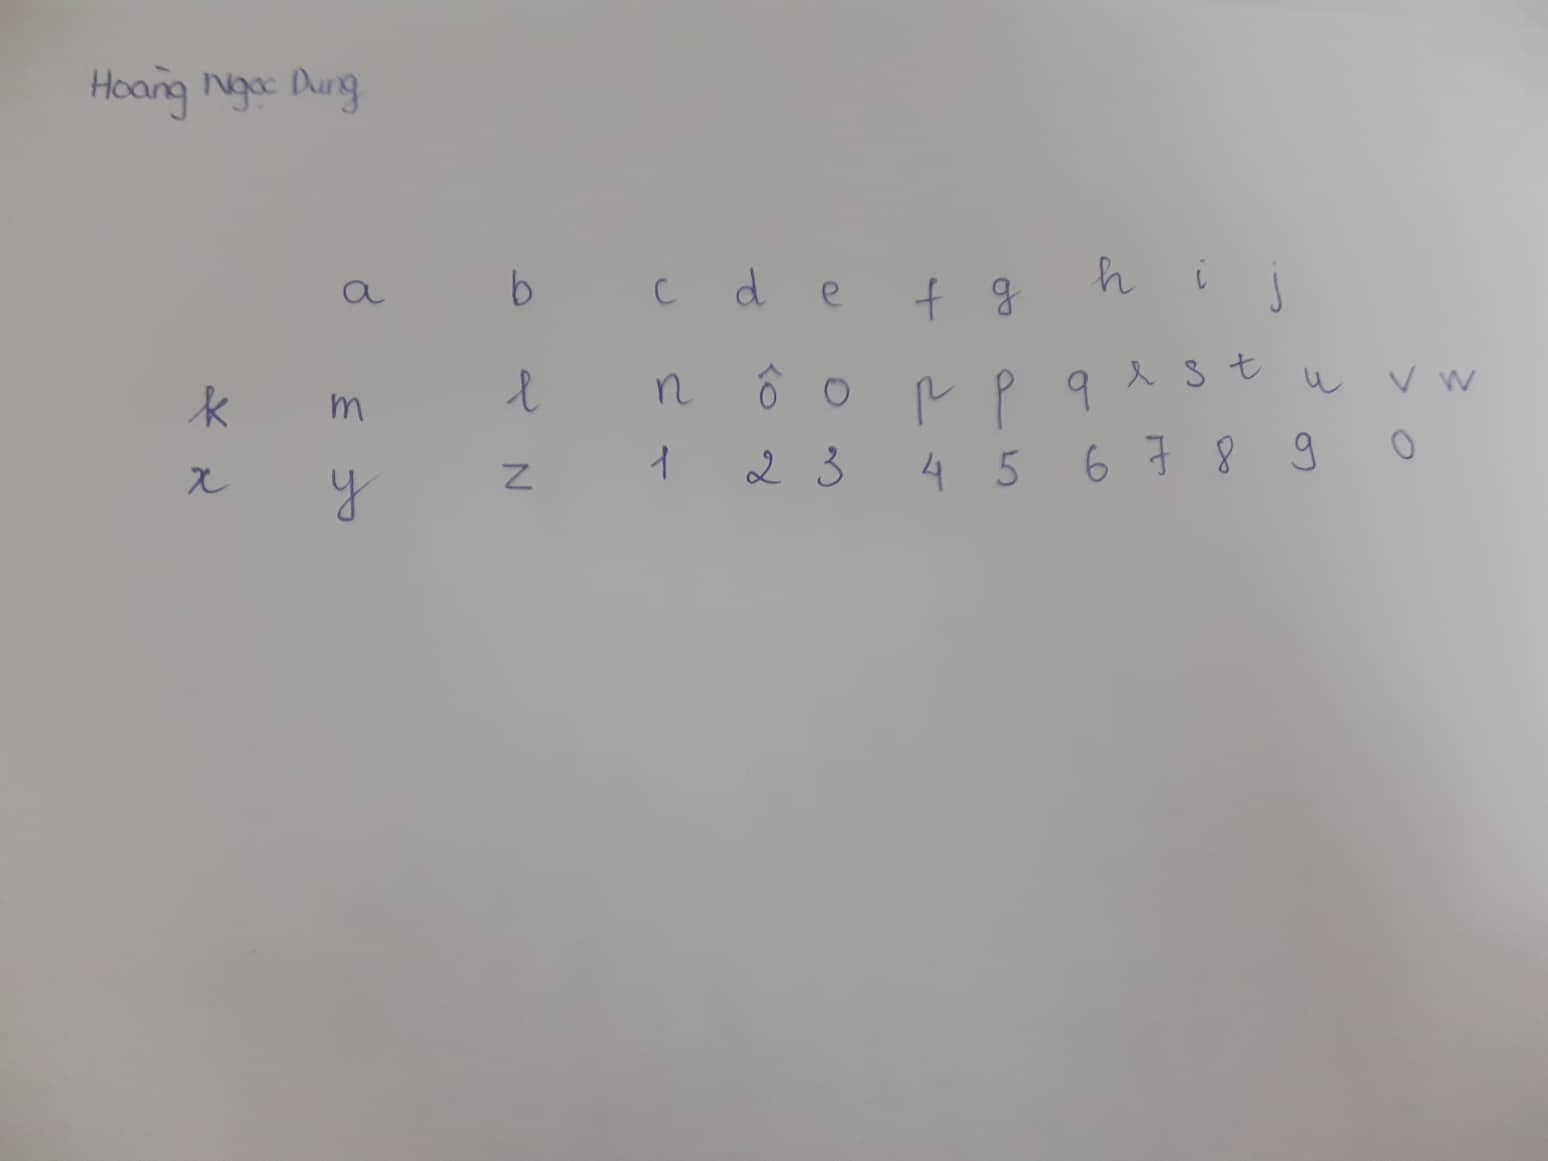 Hoàng Ngọc Dung
a b c d e f g h i j
k m l n ô o p p q r s t u v w
x y z 1 2 3 4 5 6 7 8 9 0